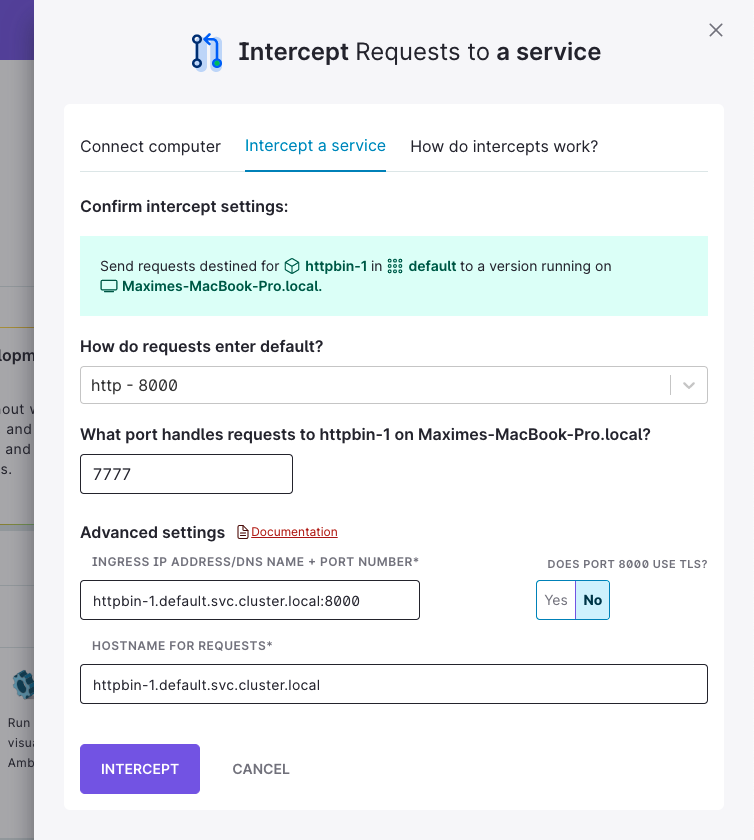 Intercept Requests to a service
Connect computer Intercept a service How do intercepts work?
Confirm intercept settings:
Send requests destined for httpbin-1 in default to a version running on
Maximes-MacBook-Pro.local.
How do requests enter default?
http - 8000
What port handles requests to httpbin-1 on Maximes-MacBook-Pro.local?
7777
Advanced settings Documentation
INGRESS IP ADDRESS/DNS NAME + PORT NUMBER* DOES PORT 8000 USE TLS?
httpbin-1.default.svc.cluster.local:8000 Yes No
HOSTNAME FOR REQUESTS*
httpbin-1.default.svc.cluster.local
INTERCEPT CANCEL
lopm
out w
and
and
s.
Run
visua
Amb